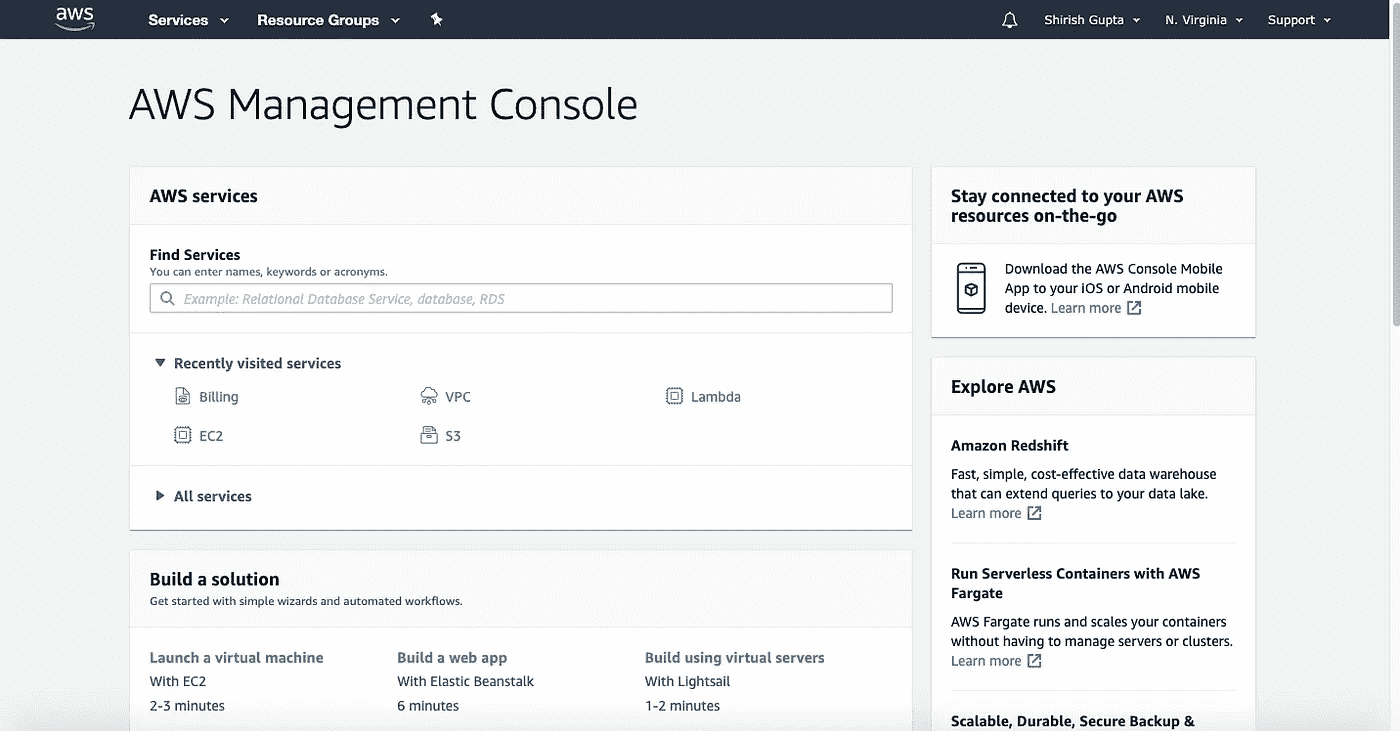 aws Services Resource Groups Shirish Gupta N. Virginia Support
AWS Management Console
AWS services
Find Services
You can enter names, keywords or acronyms.
Example: Relational Database Service, database, RDS
Recently visited services
Billing VPC Lambda
EC2 S3
All services
Build a solution
Get started with simple wizards and automated workflows.
Launch a virtual machine
With EC2
2-3 minutes
Build a web app
With Elastic Beanstalk
6 minutes
Build using virtual servers
With Lightsail
1-2 minutes
Stay connected to your AWS
resources on-the-go
Download the AWS Console Mobile
App to your iOS or Android mobile
device. Learn more
Explore AWS
Amazon Redshift
Fast, simple, cost-effective data warehouse
that can extend queries to your data lake.
Learn more
Run Serverless Containers with AWS
Fargate
AWS Fargate runs and scales your containers
without having to manage servers or clusters.
Learn more
Scalable, Durable, Secure Backup &